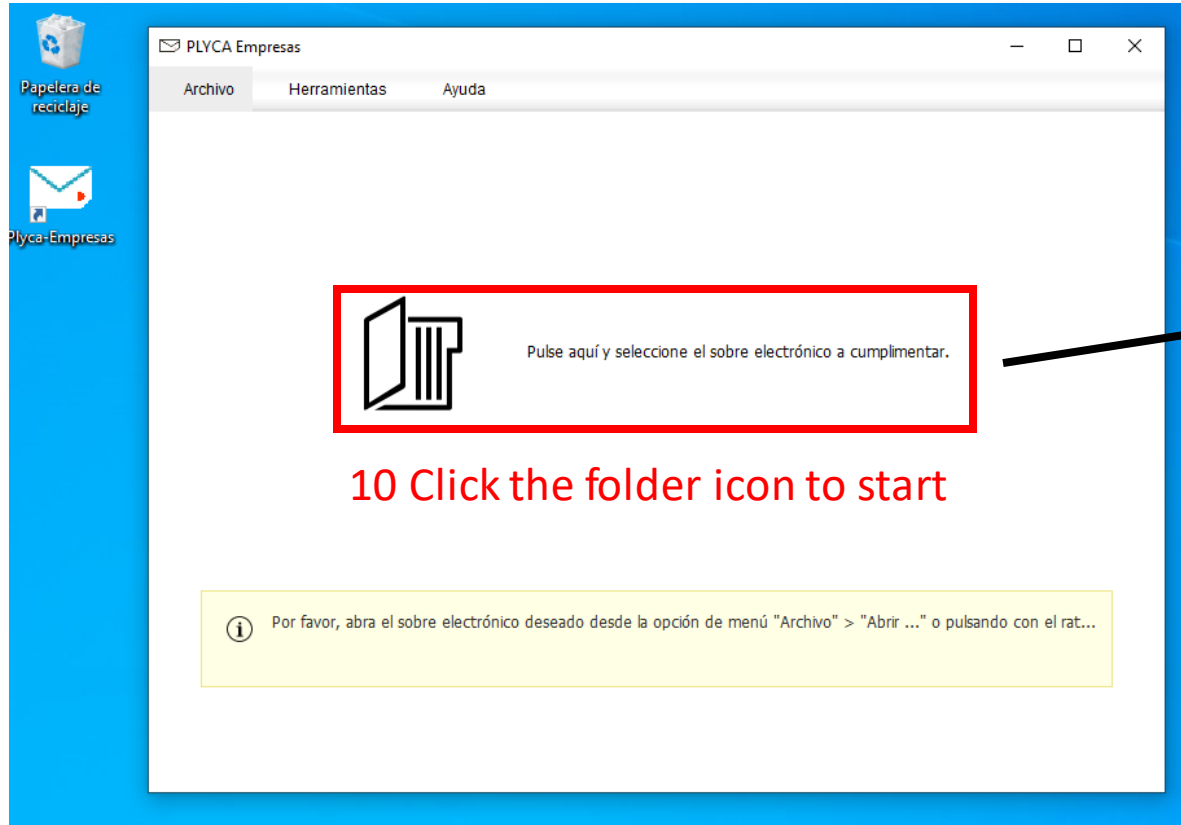 Papelera de
reciclaje
Plyca-Empresas
PLYCA Empresas
Archivo Herramientas Ayuda
Pulse aquí y seleccione el sobre electrónico a cumplimentar.
10 Click the folder icon to start
Por favor, abra el sobre electrónico deseado desde la opción de menú "Archivo" > "Abrir ..." o pulsando con el rat...